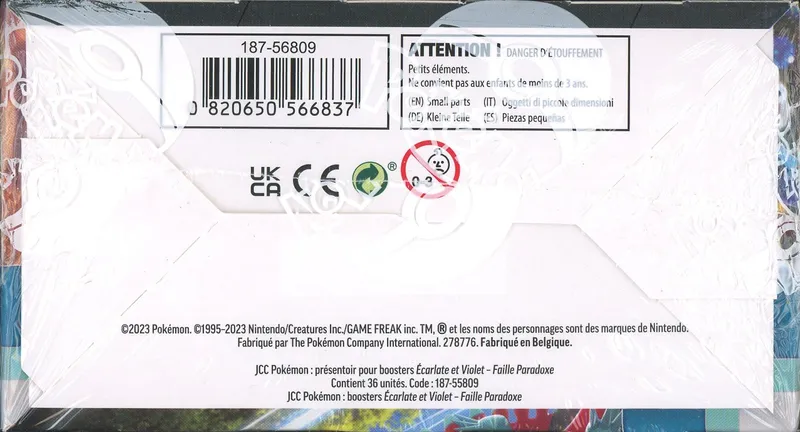 187-56809
0 820650 566837
ATTENTION ! DANGER D'ÉTOUFFEMENT
Petits éléments.
Ne convient pas aux enfants de moins de 3 ans.
(EN) Small parts (IT) Oggetti di piccole dimensioni
(DE) Kleine Teile (ES) Piezas pequeñas
UK
CA CE ®
0-3
©2023 Pokémon. ©1995-2023 Nintendo/Creatures Inc./GAME FREAK inc. TM, ® et les noms des personnages sont des marques de Nintendo.
Fabriqué par The Pokémon Company International. 278776. Fabriqué en Belgique.
JCC Pokémon : présentoir pour boosters Écarlate et Violet – Faille Paradoxe
Contient 36 unités. Code : 187-55809
JCC Pokémon : boosters Écarlate et Violet – Faille Paradoxe